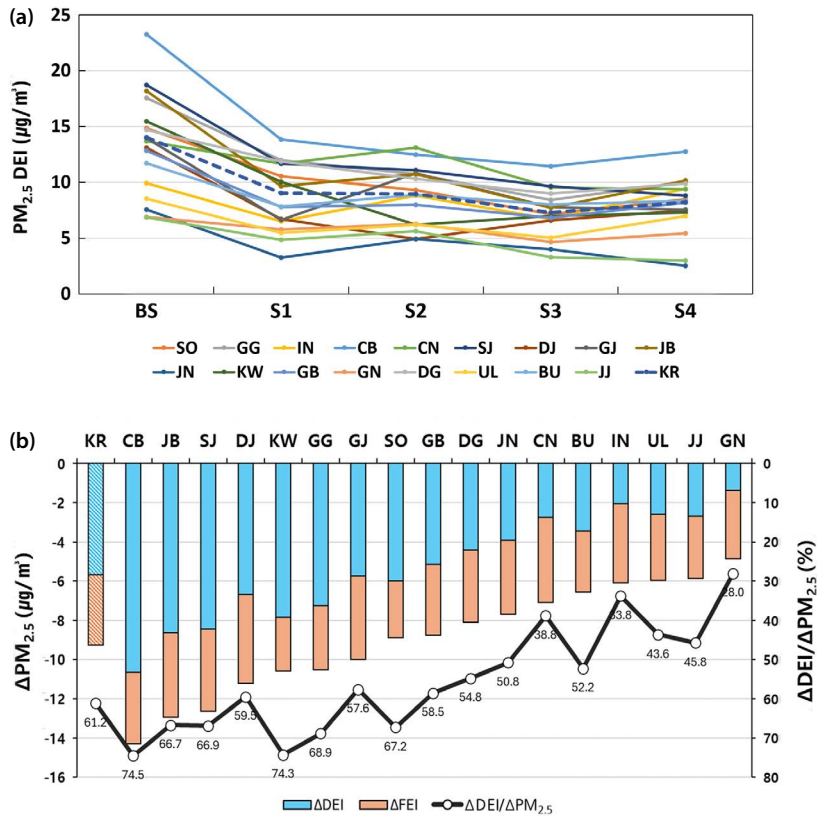 (a)
PM2.5 DEI (μg/m³)
25
20
15
10
5
0
BS S1 S2 S3 S4
SO GG IN CB CN SJ DJ GJ JB
JN KW GB GN DG UL BU JJ KR
(b)
KR CB JB SJ DJ KW GG GJ SO GB DG JN CN BU IN UL JJ GN
ΔPM2.5 (μg/m³)
0
-2
-4
-6
-8
-10
-12
-14
-16
61.2 74.5 66.7 66.9 59.5 74.3 68.9 57.6 67.2 58.5 54.8 50.8 38.8 52.2 33.8 43.6 45.8 28.0
0
10
20
30
40
50
60
70
80
ΔDEI/ΔPM2.5 (%)
ΔDEI ΔFEI ΔDEI/ΔPM2.5